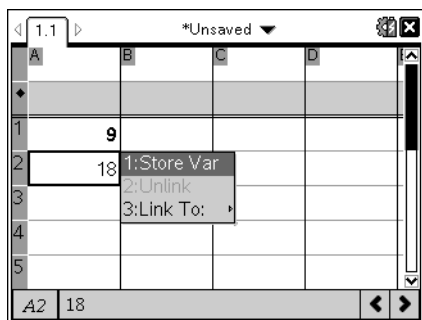 1.1 *Unsaved
A B C D E
1 9
2 18 1:Store Var
2:Unlink
3 3:Link To:
4
5
A2 18